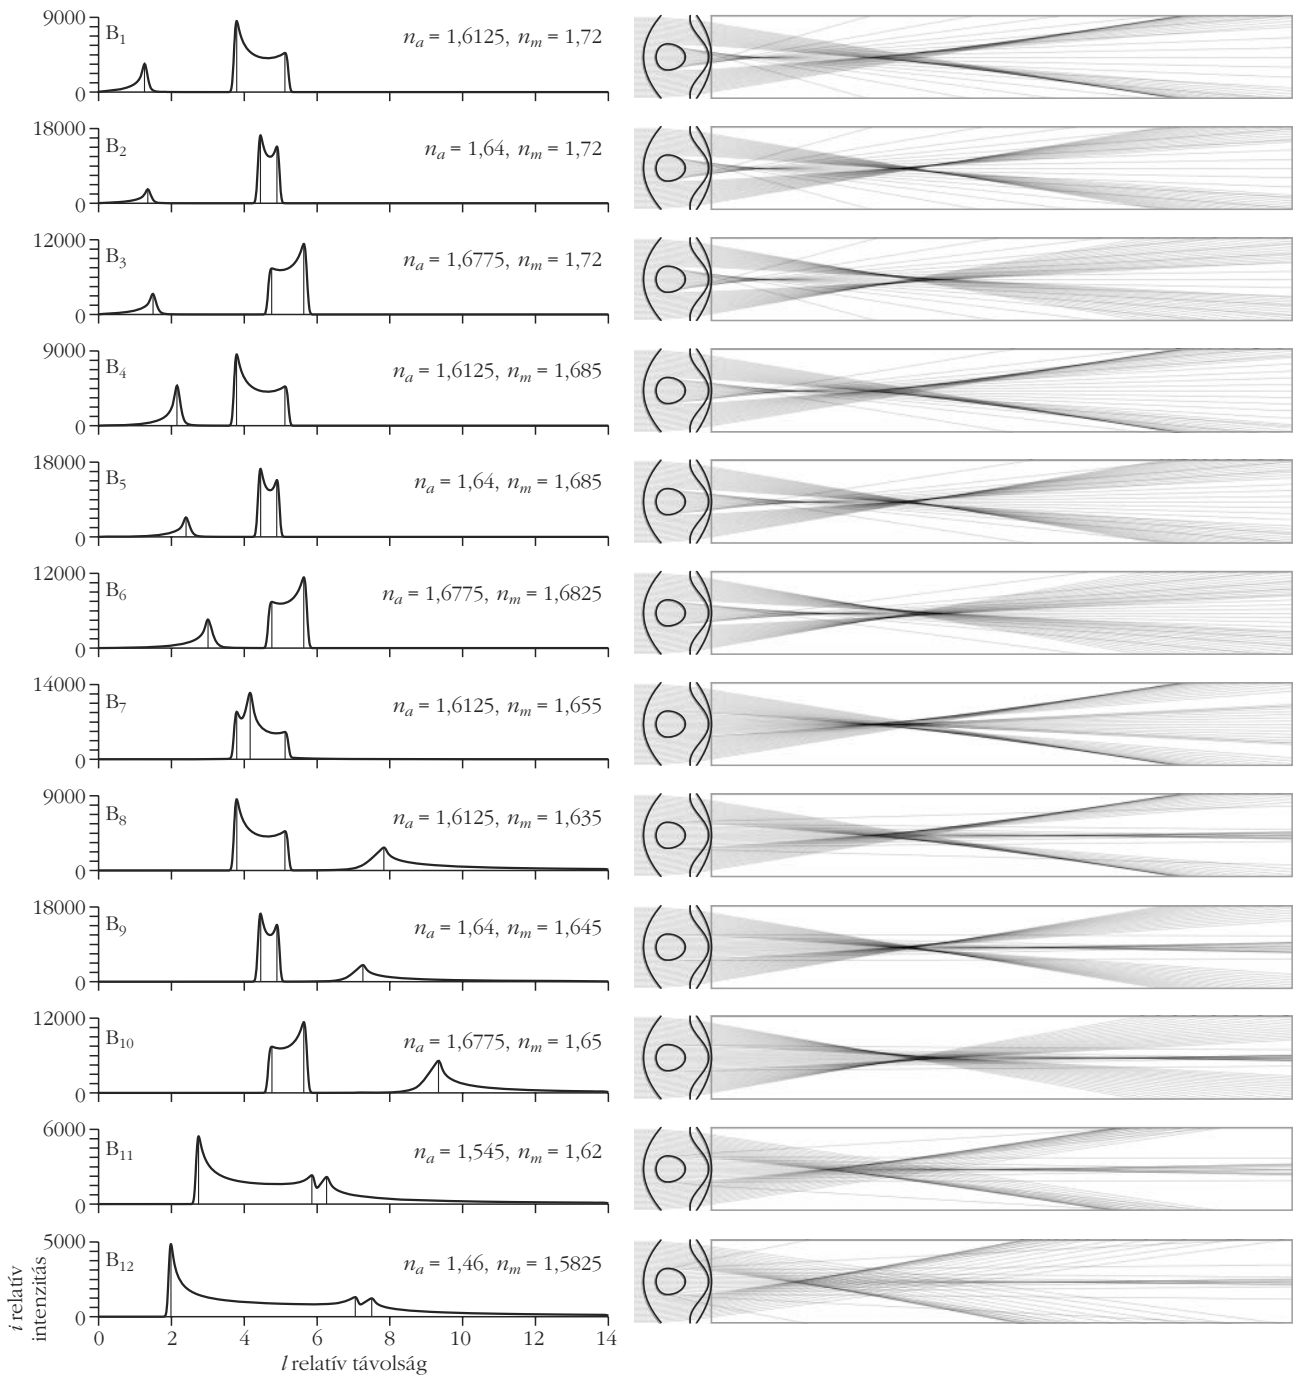 9000
B1
nₐ = 1,6125, nₘ = 1,72
0
18000
B2
nₐ = 1,64, nₘ = 1,72
0
12000
B3
nₐ = 1,6775, nₘ = 1,72
0
9000
B4
nₐ = 1,6125, nₘ = 1,685
0
18000
B5
nₐ = 1,64, nₘ = 1,685
0
12000
B6
nₐ = 1,6775, nₘ = 1,6825
0
14000
B7
nₐ = 1,6125, nₘ = 1,655
0
9000
B8
nₐ = 1,6125, nₘ = 1,635
0
18000
B9
nₐ = 1,64, nₘ = 1,645
0
12000
B10
nₐ = 1,6775, nₘ = 1,65
0
6000
B11
nₐ = 1,545, nₘ = 1,62
0
5000
B12
nₐ = 1,46, nₘ = 1,5825
0
i relatív
intenzitás
0 2 4 6 8 10 12 14
l relatív távolság